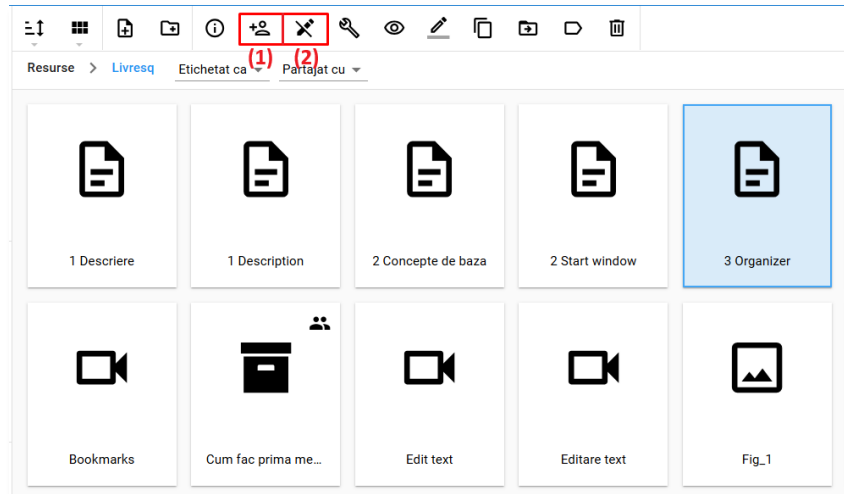 (1) (2)
Resurse > Livresq Etichetat ca Partajat cu
1 Descriere 1 Description 2 Concepte de baza 2 Start window 3 Organizer
Bookmarks Cum fac prima me... Edit text Editare text Fig_1